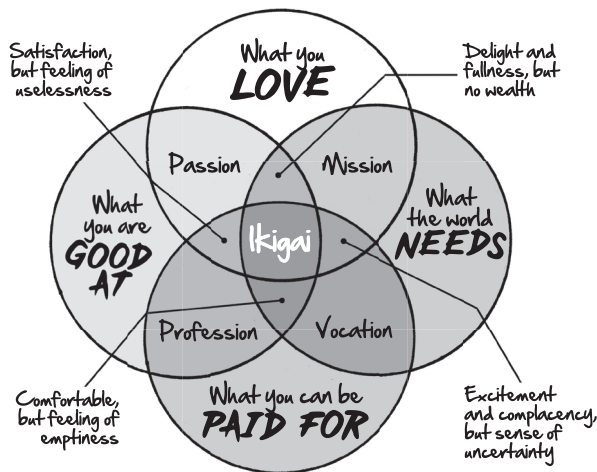 Satisfaction,
but feeling of
uselessness
What you
LOVE
Delight and
fullness, but
no wealth
Passion
Mission
What
you are
GOOD
AT
Ikigai
What
the world
NEEDS
Profession
Vocation
What you can be
PAID FOR
Comfortable,
but feeling of
emptiness
Excitement
and complacency,
but sense of
uncertainty